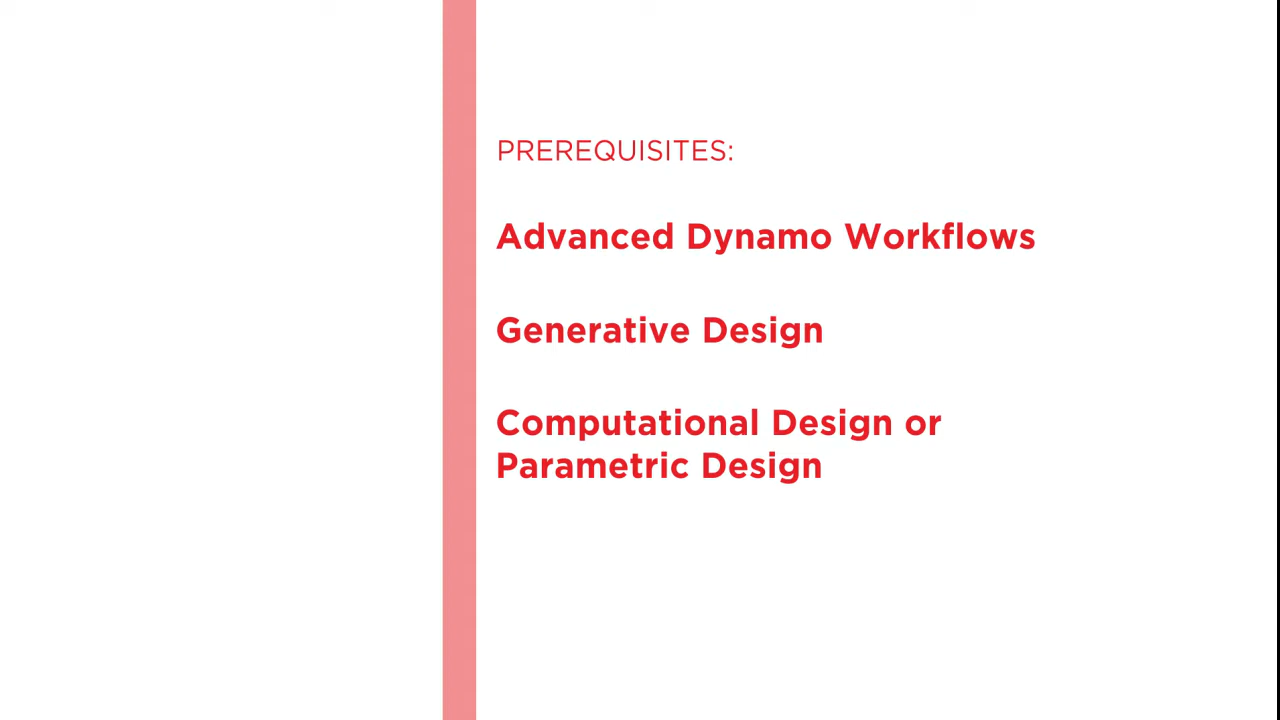 PREREQUISITES:
Advanced Dynamo Workflows
Generative Design
Computational Design or
Parametric Design